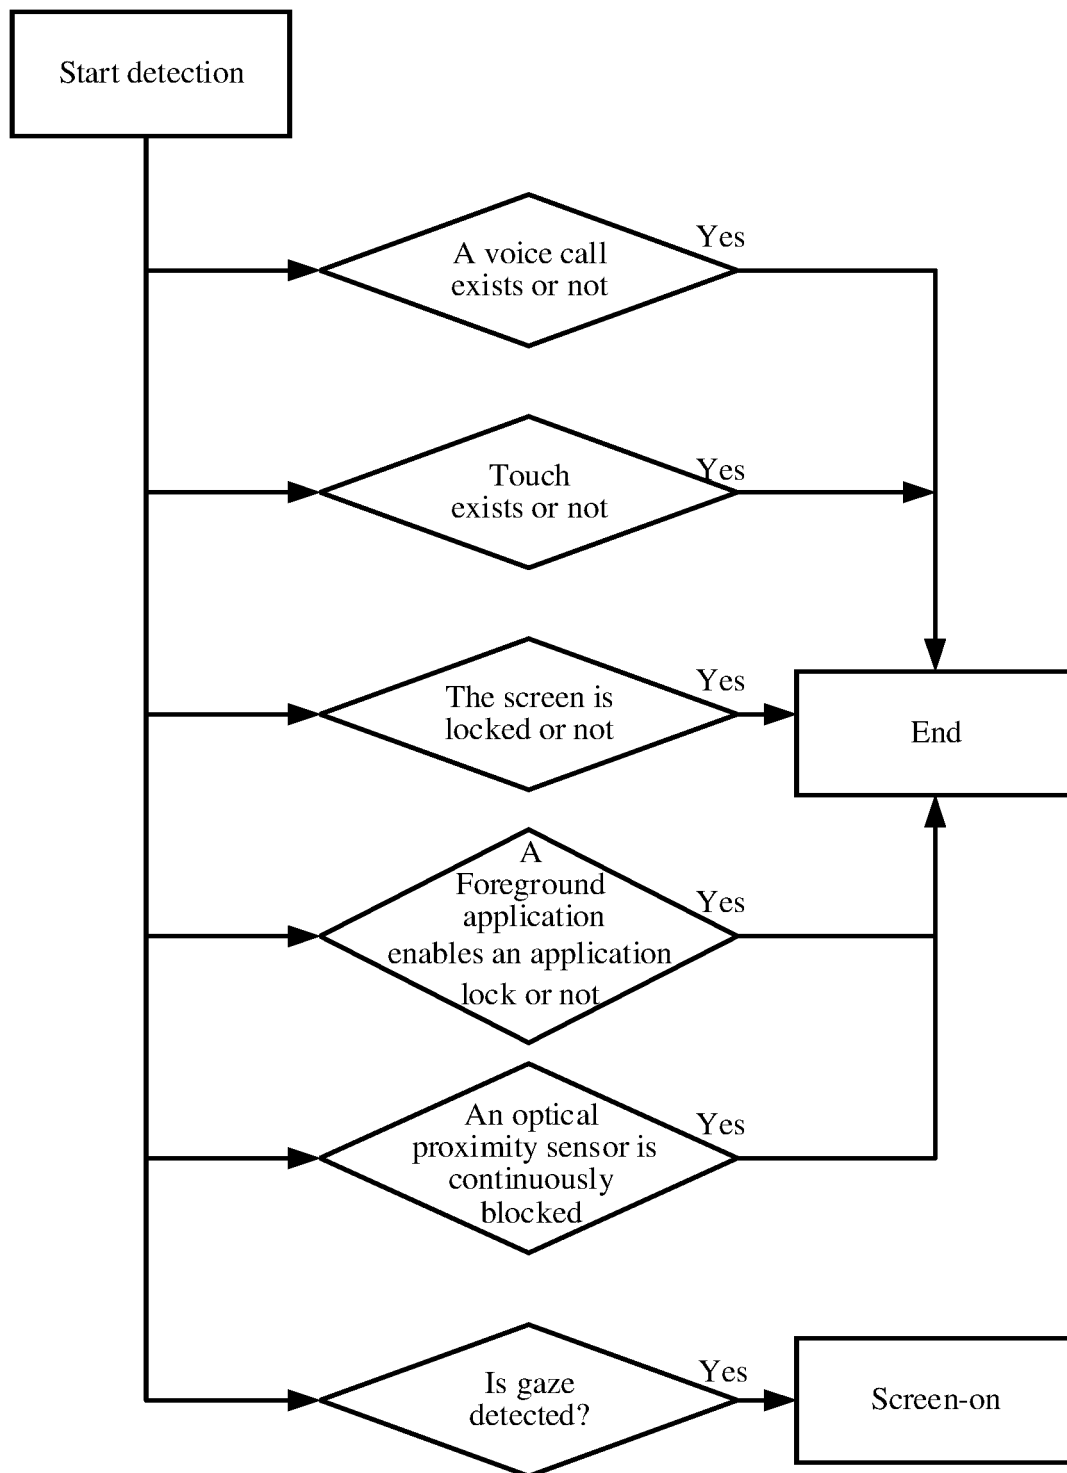 Start detection
A voice call
exists or not
Yes
Touch
exists or not
Yes
The screen is
locked or not
Yes
End
A
Foreground
application
enables an application
lock or not
Yes
An optical
proximity sensor is
continuously
blocked
Yes
Is gaze
detected?
Yes
Screen-on